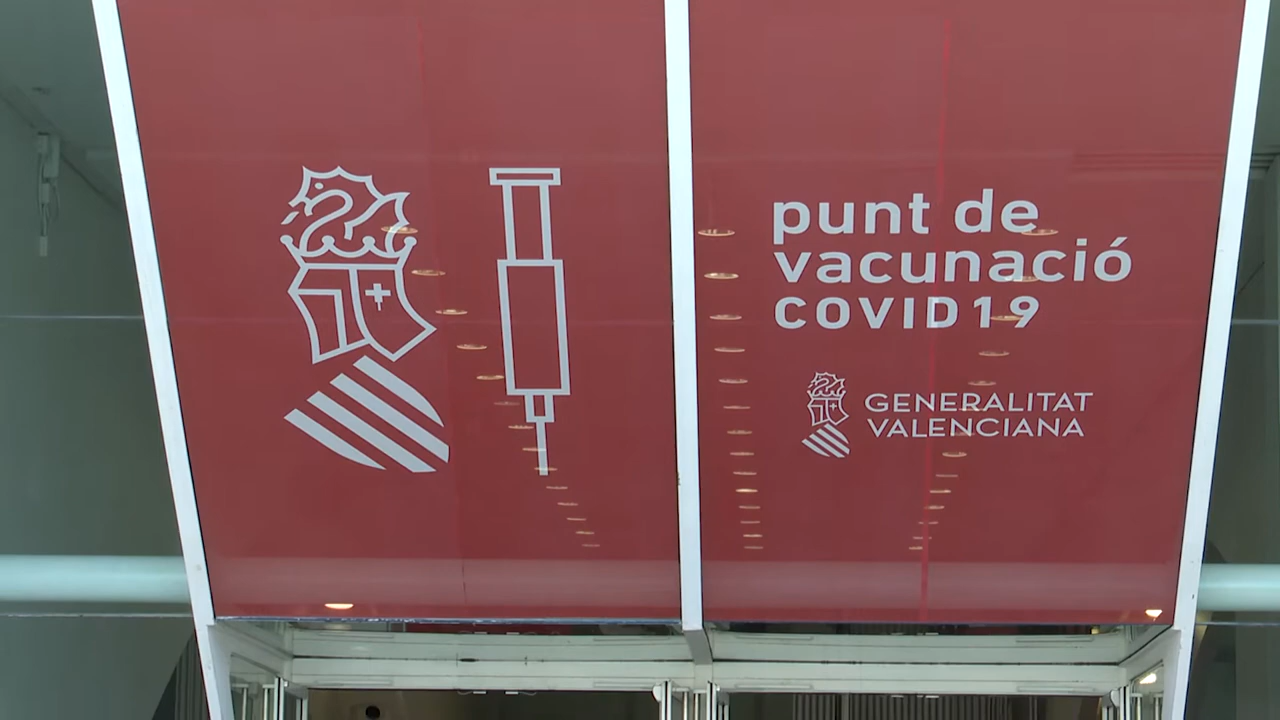 punt de
vacunació
COVID19
GENERALITAT
VALENCIANA